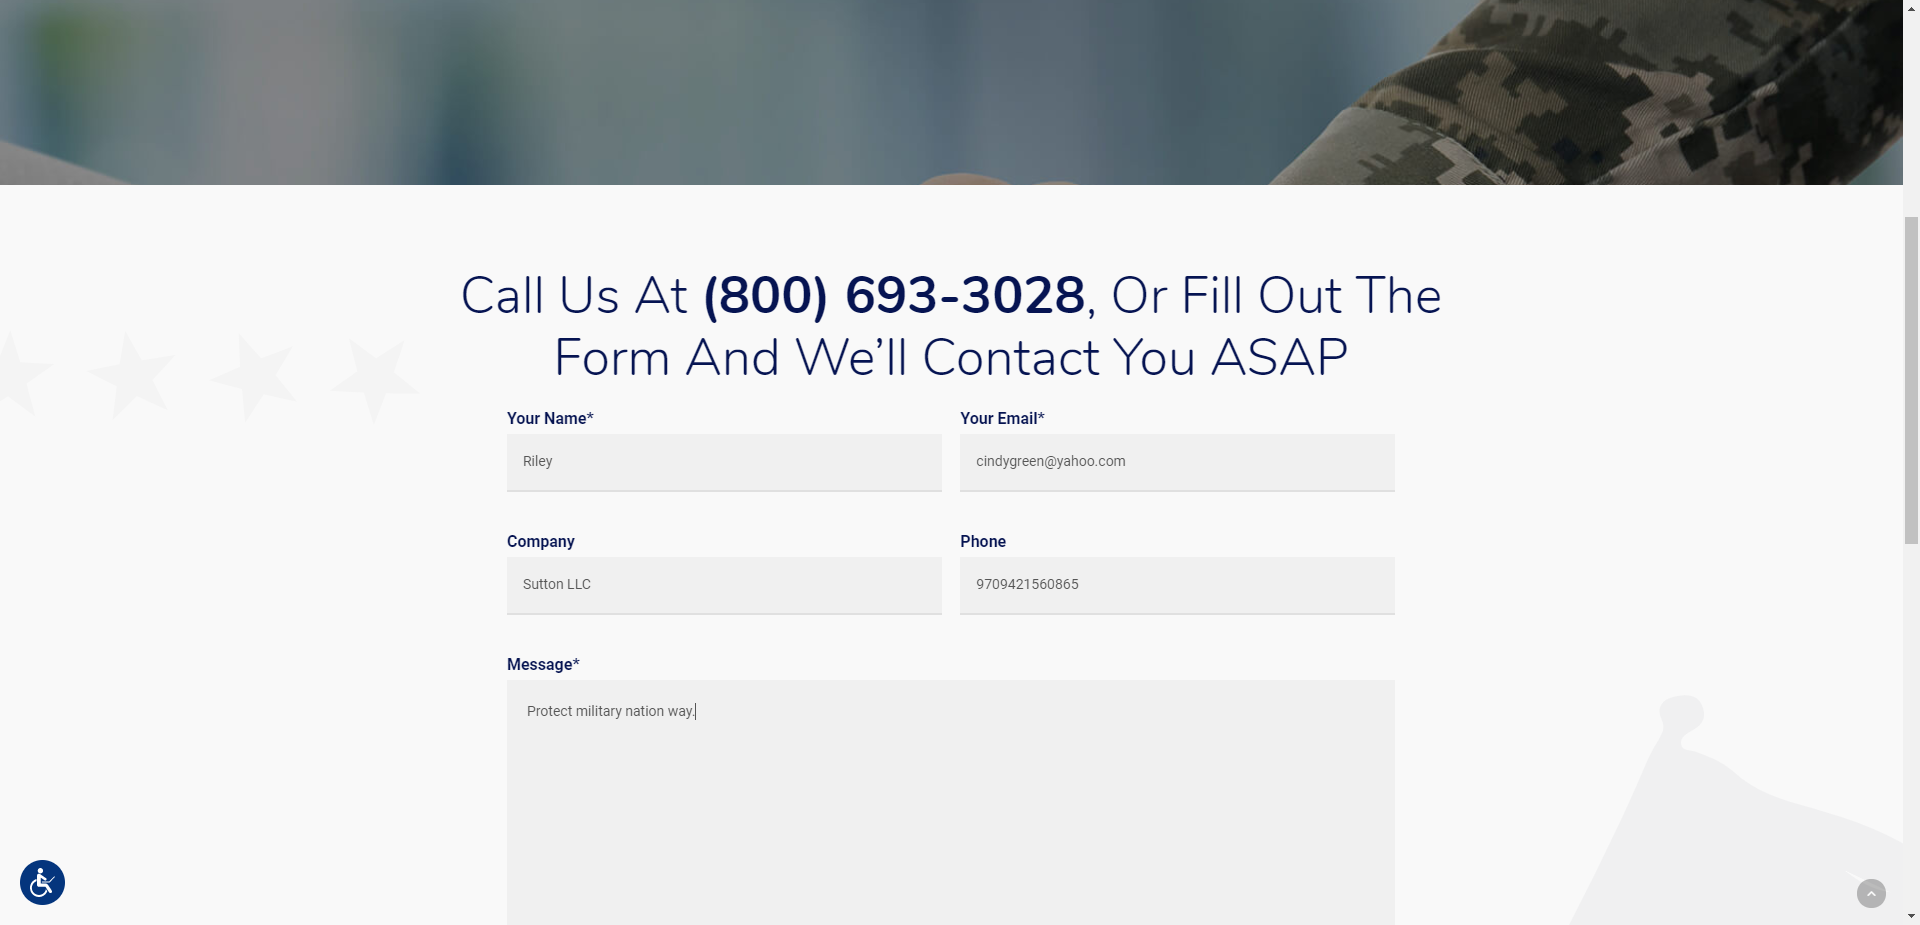 Call Us At (800) 693-3028, Or Fill Out The
Form And We’ll Contact You ASAP
Your Name*
Your Email*
Riley
cindygreen@yahoo.com
Company
Phone
Sutton LLC
9709421560865
Message*
Protect military nation way.